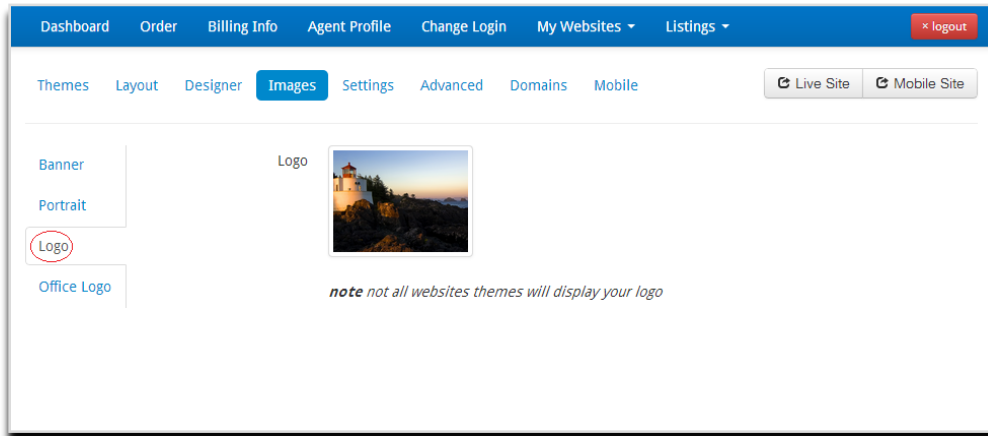 Dashboard Order Billing Info Agent Profile Change Login My Websites Listings × logout
Themes Layout Designer Images Settings Advanced Domains Mobile Live Site Mobile Site
Banner
Portrait
Logo
Office Logo
Logo
note not all websites themes will display your logo